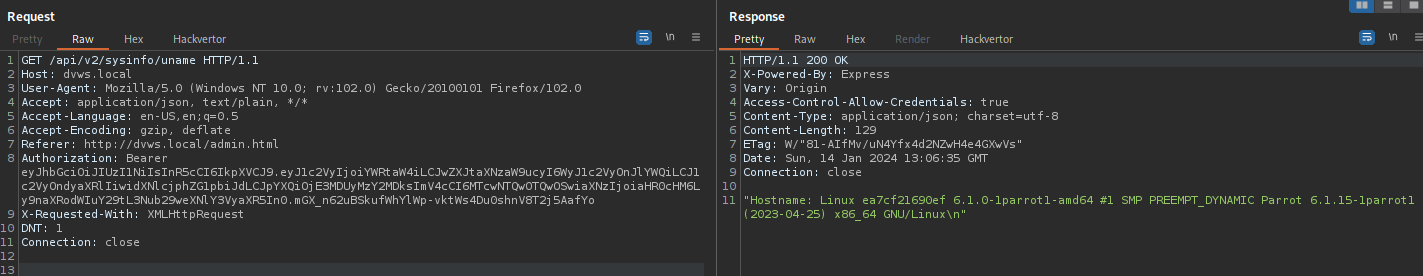 Request
Pretty Raw Hex Hackvertor \n
1 GET /api/v2/sysinfo/uname HTTP/1.1
2 Host: dvws.local
3 User-Agent: Mozilla/5.0 (Windows NT 10.0; rv:102.0) Gecko/20100101 Firefox/102.0
4 Accept: application/json, text/plain, */*
5 Accept-Language: en-US,en;q=0.5
6 Accept-Encoding: gzip, deflate
7 Referer: http://dvws.local/admin.html
8 Authorization: Bearer
eyJhbGciOiJIUzI1NiIsInR5cCI6IkpXVCJ9.eyJ1c2VyIjoiYWRtaW4iLCJwZXJtaXNzaW9ucyI6WyJ1c2VyOnJlYWQiLCJ1
c2VyOndyaXRlIiwidXNlcjphZG1pbiJdLCJpYXQiOjE3MDUyMzY2MDksImV4cCI6MTcwNTQwOTQwOSwiaXNzIjoiaHR0cHM6L
y9naXRodWIuY29tL3Nub29weXNlY3VyaXR5In0.mGX_n62uBSkufWhYlWp-vktWs4Du0shnV8T2j5AafYo
9 X-Requested-With: XMLHttpRequest
10 DNT: 1
11 Connection: close
12
13
Response
Pretty Raw Hex Render Hackvertor \n
1 HTTP/1.1 200 OK
2 X-Powered-By: Express
3 Vary: Origin
4 Access-Control-Allow-Credentials: true
5 Content-Type: application/json; charset=utf-8
6 Content-Length: 129
7 ETag: W/"81-AIfMv/uN4Yfx4d2NZwH4e4GXwVs"
8 Date: Sun, 14 Jan 2024 13:06:35 GMT
9 Connection: close
10
11 "Hostname: Linux ea7cf21690ef 6.1.0-1parrot1-amd64 #1 SMP PREEMPT_DYNAMIC Parrot 6.1.15-1parrot1
(2023-04-25) x86_64 GNU/Linux\n"